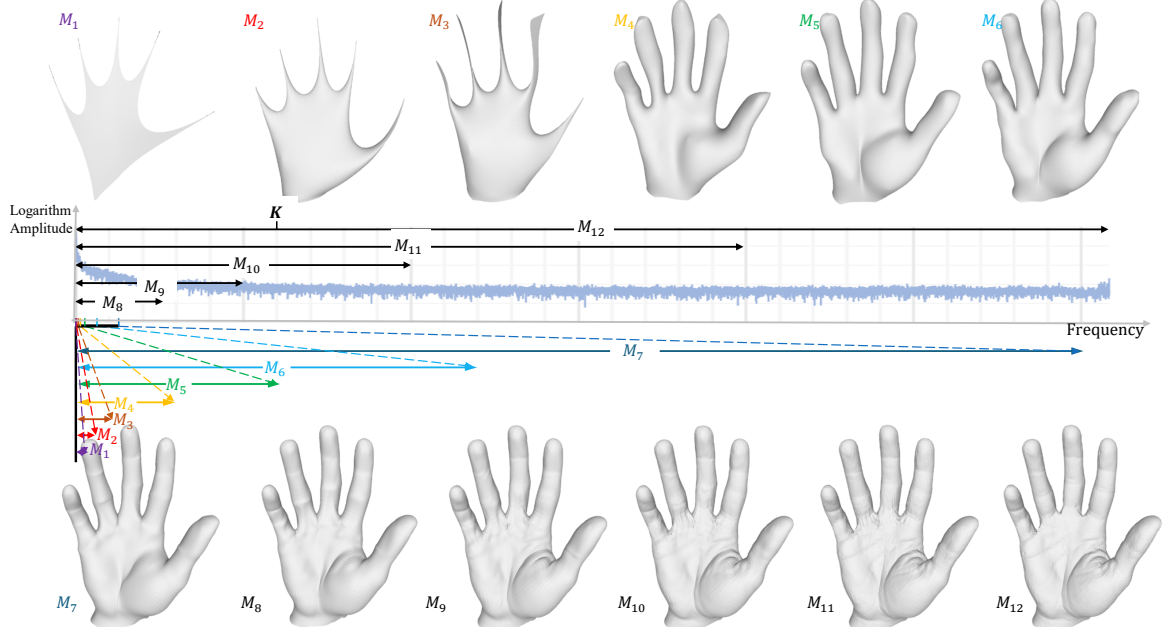 M₁
M₂
M₃
M₄
M₅
M₆
Logarithm
Amplitude
K
M₁₂
M₁₁
M₁₀
M₉
M₈
Frequency
M₇
M₆
M₅
M₄
M₃
M₂
M₁
M₇
M₈
M₉
M₁₀
M₁₁
M₁₂